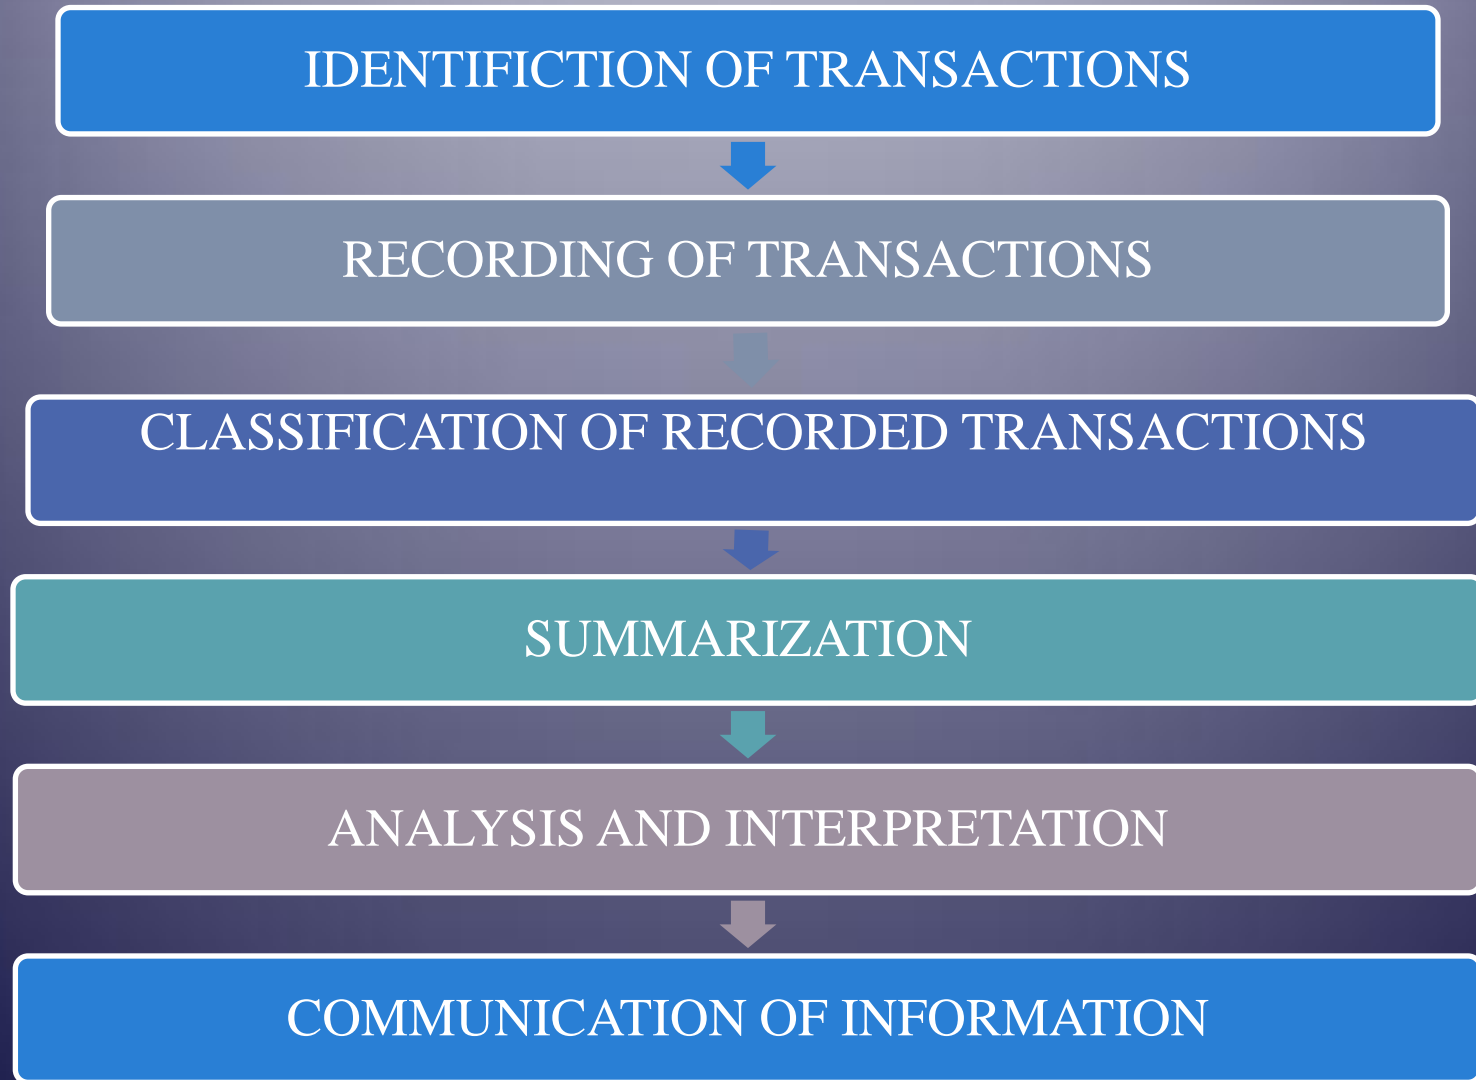 IDENTIFICTION OF TRANSACTIONS
RECORDING OF TRANSACTIONS
CLASSIFICATION OF RECORDED TRANSACTIONS
SUMMARIZATION
ANALYSIS AND INTERPRETATION
COMMUNICATION OF INFORMATION